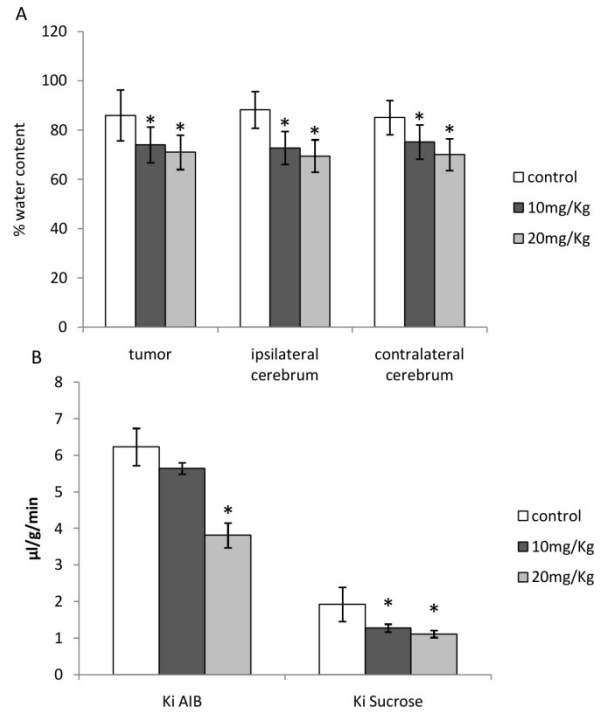 A
120
100
80
60
40
20
0
% water content
* * * * * *
tumor
ipsilateral
cerebrum
contralateral
cerebrum
control
10mg/Kg
20mg/Kg
B
8
7
6
5
4
3
2
1
0
µl/g/min
* * *
Ki AIB
Ki Sucrose
control
10mg/Kg
20mg/Kg